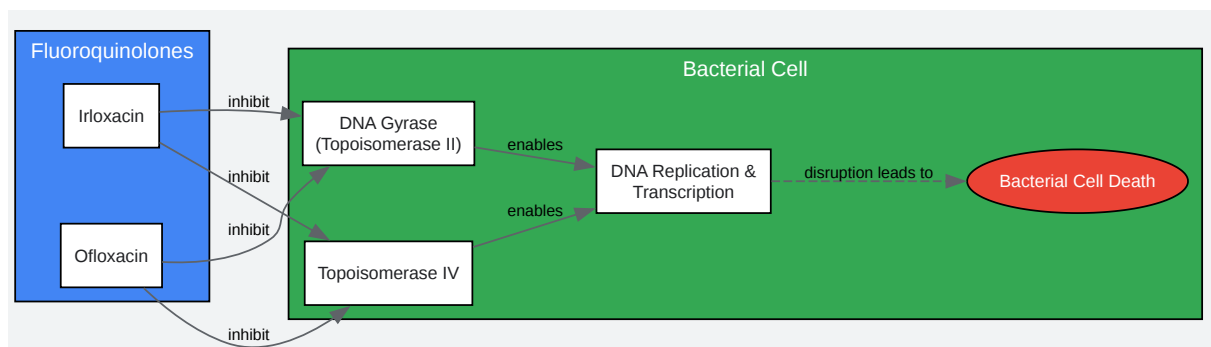 Fluoroquinolones
Irloxacin
Ofloxacin
inhibit
inhibit
inhibit
inhibit
Bacterial Cell
DNA Gyrase
(Topoisomerase II)
Topoisomerase IV
enables
enables
DNA Replication &
Transcription
disruption leads to
Bacterial Cell Death